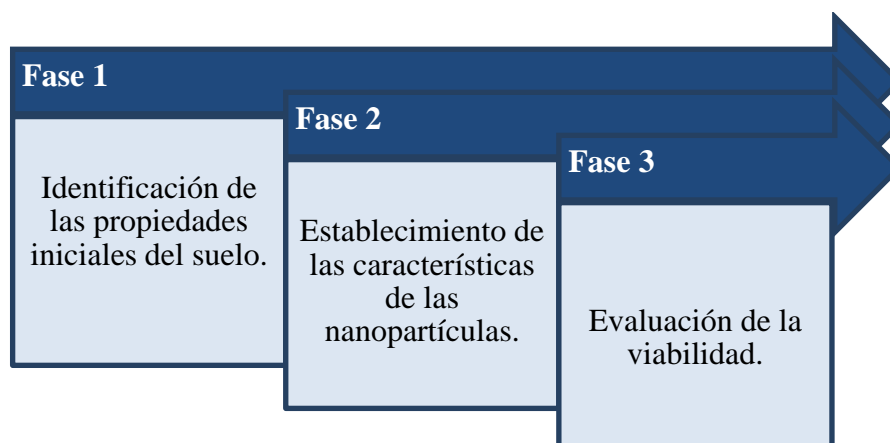 Fase 1
Identificación de
las propiedades
iniciales del suelo.
Fase 2
Establecimiento de
las características
de las
nanopartículas.
Fase 3
Evaluación de la
viabilidad.